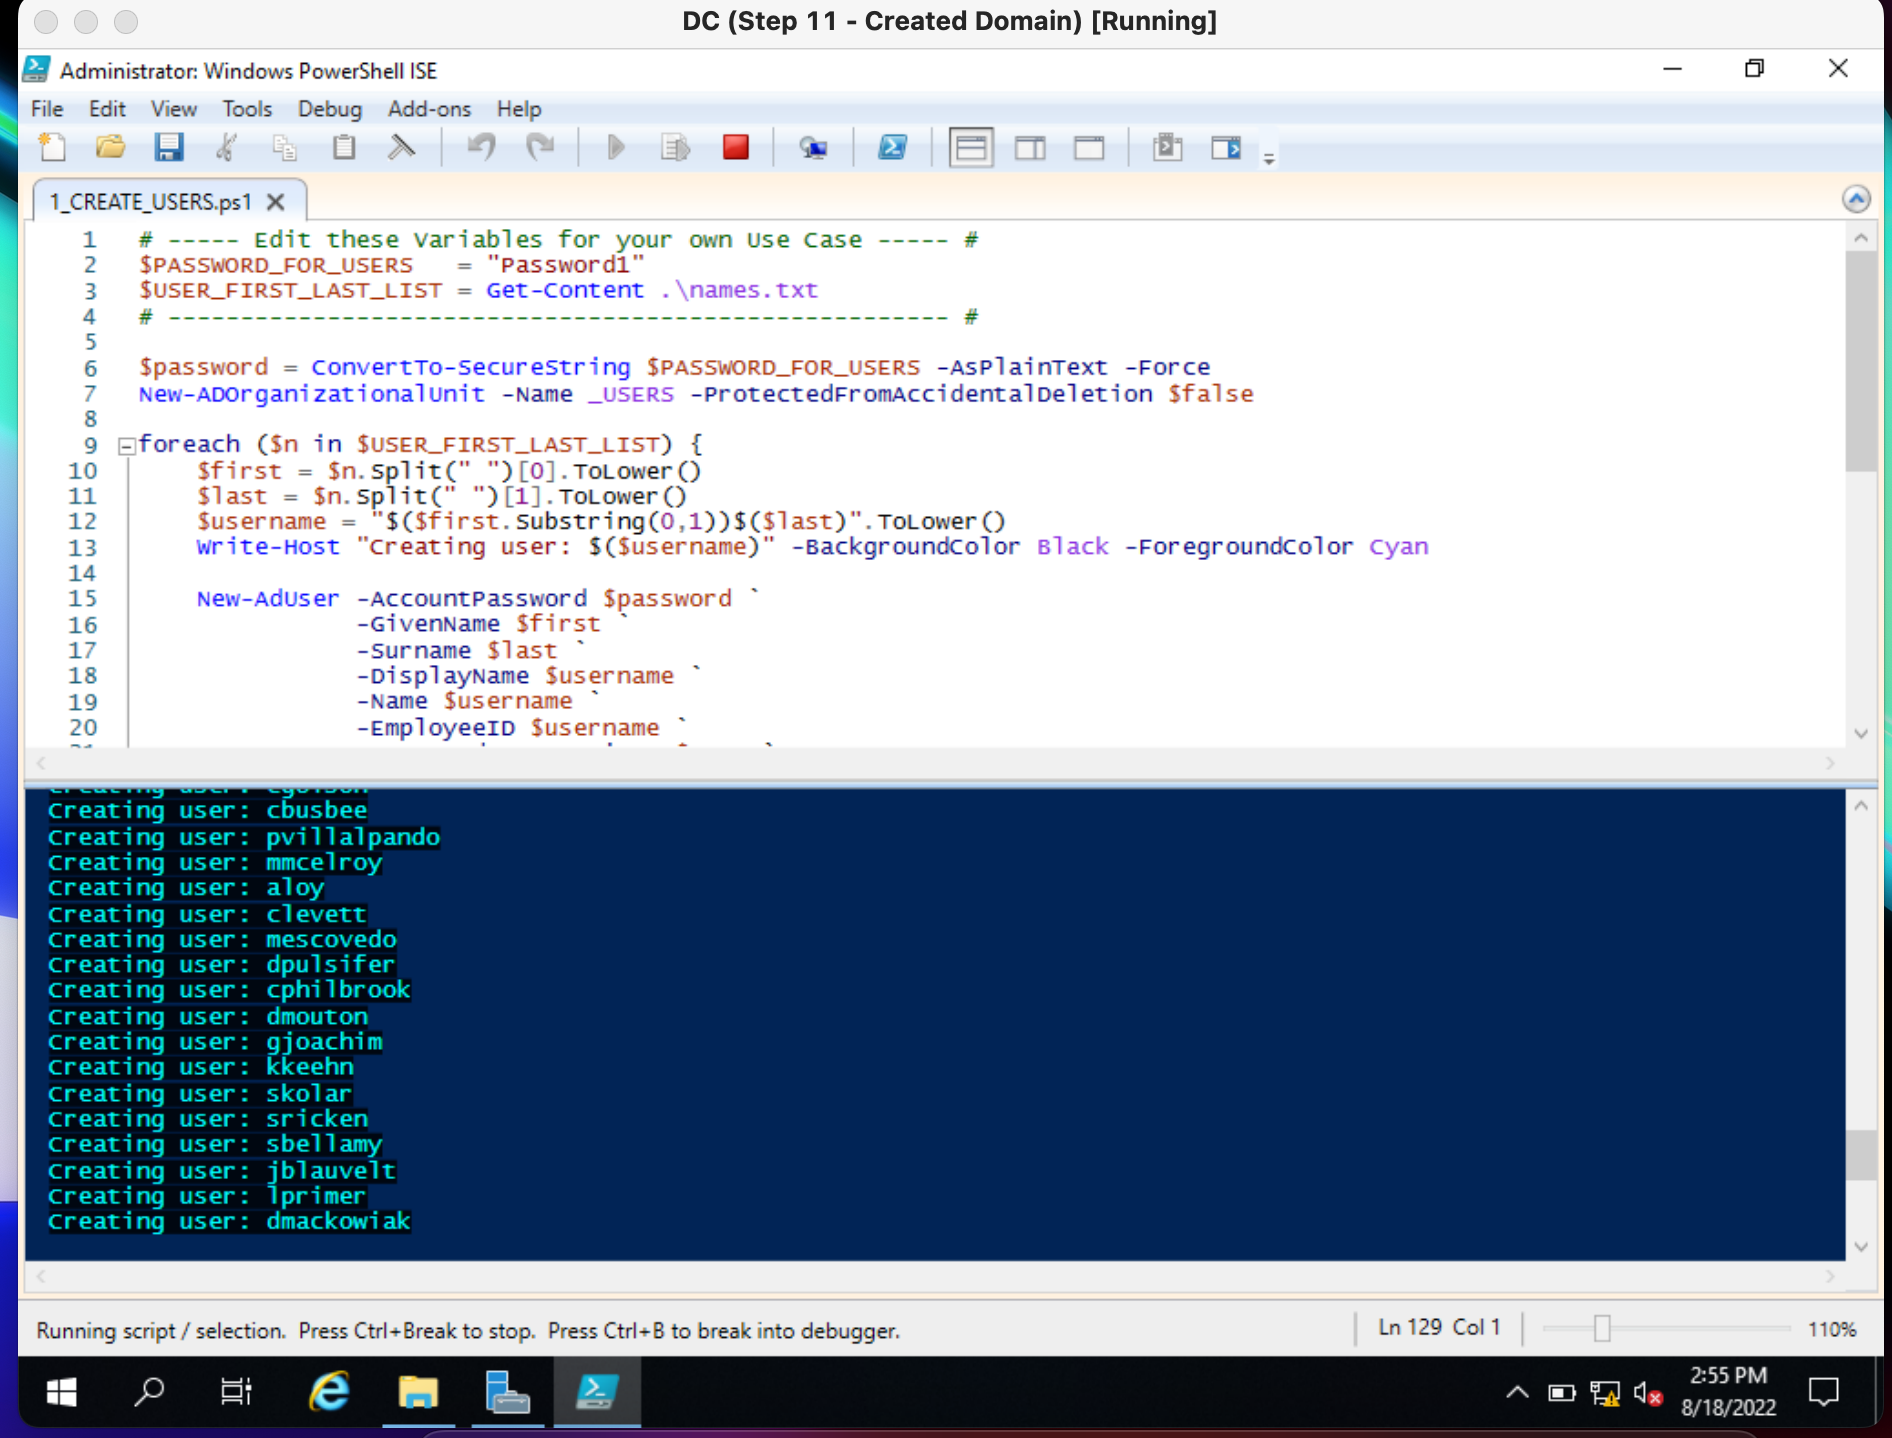 DC (Step 11 - Created Domain) [Running]
Administrator: Windows PowerShell ISE
File Edit View Tools Debug Add-ons Help
1_CREATE_USERS.ps1
1 # ----- Edit these Variables for your own Use Case ----- #
2 $PASSWORD_FOR_USERS   = "Password1"
3 $USER_FIRST_LAST_LIST = Get-Content .\names.txt
4 # ------------------------------------------------------ #
5
6 $password = ConvertTo-SecureString $PASSWORD_FOR_USERS -AsPlainText -Force
7 New-ADOrganizationalUnit -Name _USERS -ProtectedFromAccidentalDeletion $false
8
9 foreach ($n in $USER_FIRST_LAST_LIST) {
10     $first = $n.Split(" ")[0].ToLower()
11     $last = $n.Split(" ")[1].ToLower()
12     $username = "$($first.Substring(0,1))$($last)".ToLower()
13     Write-Host "Creating user: $($username)" -BackgroundColor Black -ForegroundColor Cyan
14
15     New-AdUser -AccountPassword $password `
16                -GivenName $first `
17                -Surname $last `
18                -DisplayName $username `
19                -Name $username `
20                -EmployeeID $username `
Creating user: cbusbee
Creating user: pvillalpando
Creating user: mmcelroy
Creating user: aloy
Creating user: clevett
Creating user: mescovedo
Creating user: dpulsifer
Creating user: cphilbrook
Creating user: dmouton
Creating user: gjoachim
Creating user: kkeehn
Creating user: skolar
Creating user: sricken
Creating user: sbellamy
Creating user: jblauvelt
Creating user: lprimer
Creating user: dmackowiak
Running script / selection.  Press Ctrl+Break to stop.  Press Ctrl+B to break into debugger.
Ln 129 Col 1
110%
2:55 PM
8/18/2022